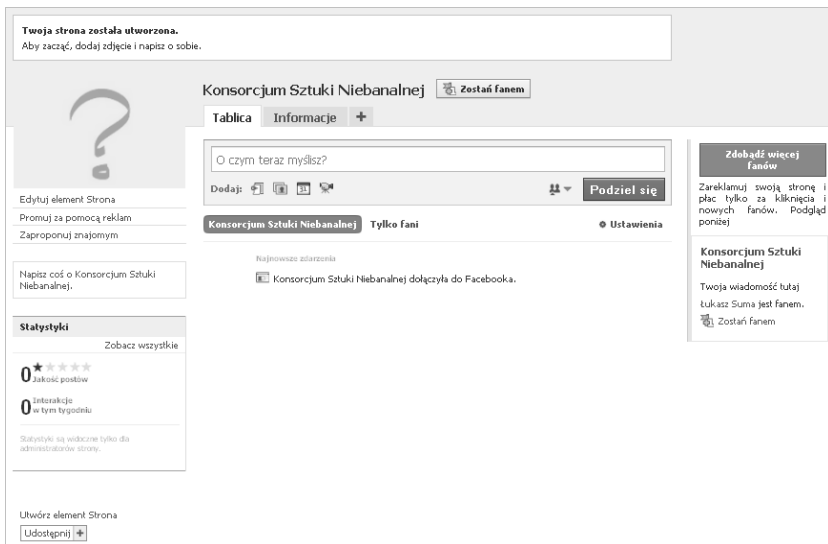 Twoja strona została utworzona.
Aby zacząć, dodaj zdjęcie i napisz o sobie.
Konsorcjum Sztuki Niebanalnej
Zostań fanem
Tablica Informacje +
O czym teraz myślisz?
Dodaj: 31
Podziel się
Konsorcjum Sztuki Niebanalnej Tylko fani
Ustawienia
Najnowsze zdarzenia
Konsorcjum Sztuki Niebanalnej dołączyła do Facebooka.
Edytuj element Strona
Promuj za pomocą reklam
Zaproponuj znajomym
Napisz coś o Konsorcjum Sztuki
Niebanalnej.
Statystyki
Zobacz wszystkie
0 Jakość postów
0 Interakcje
w tym tygodniu
Statystyki są widoczne tylko dla
administratorów strony.
Utwórz element Strona
Udostępnij +
Zdobądź więcej
fanów
Zareklamuj swoją stronę i
płac tylko za kliknięcia i
nowych fanów. Podgląd
poniżej
Konsorcjum Sztuki
Niebanalnej
Twoja wiadomość tutaj
Łukasz Suma jest fanem.
Zostań fanem